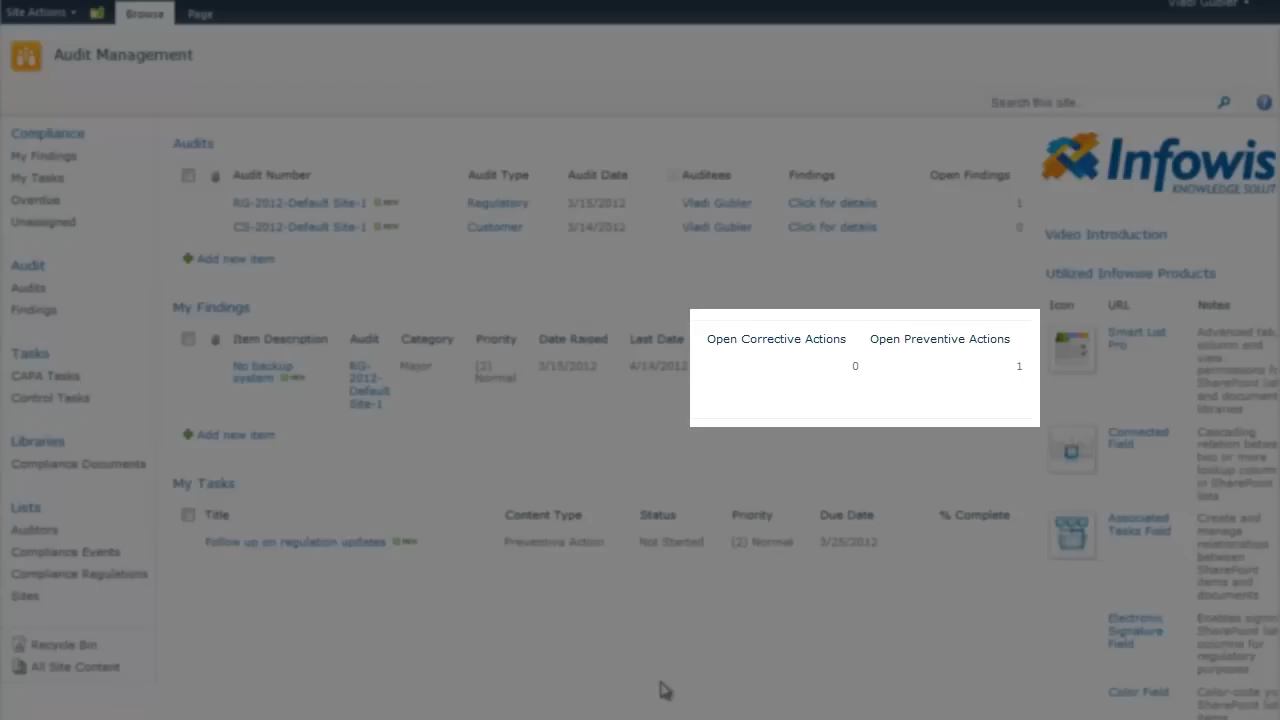 Site Actions Browse Page Vladi Gubler
Audit Management
Search this site...
Compliance
My Findings
My Tasks
Overdue
Unassigned
Audit
Audits
Findings
Tasks
CAPA Tasks
Control Tasks
Libraries
Compliance Documents
Lists
Auditors
Compliance Events
Compliance Regulations
Sites
Recycle Bin
All Site Content
Audits
Audit Number Audit Type Audit Date Auditees Findings Open Findings
RG-2012-Default Site-1 NEW Regulatory 3/15/2012 Vladi Gubler Click for details 1
CS-2012-Default Site-1 NEW Customer 3/14/2012 Vladi Gubler Click for details 0
Add new item
My Findings
Item Description Audit Category Priority Date Raised Last Date Open Corrective Actions Open Preventive Actions
No backup RG- Major (2) 3/15/2012 4/14/2012 0 1
system NEW 2012- Normal
Default
Site-1
Add new item
My Tasks
Title Content Type Status Priority Due Date % Complete
Follow up on regulation updates NEW Preventive Action Not Started (2) Normal 3/25/2012
Infowis
KNOWLEDGE SOLUT
Video Introduction
Utilized Infowise Products
Icon URL Notes
Smart List Advanced tab,
Pro column and
view
permissions fo
SharePoint lis
and document
libraries
Connected Cascading
Field relation betwe
two or more
lookup column
in SharePoint
lists
Associated Create and
Tasks Field manage
relationships
between
SharePoint
items and
documents
Electronic Enables signin
Signature SharePoint list
Field columns for
regulatory
purposes
Color Field Color-code yo
SharePoint list